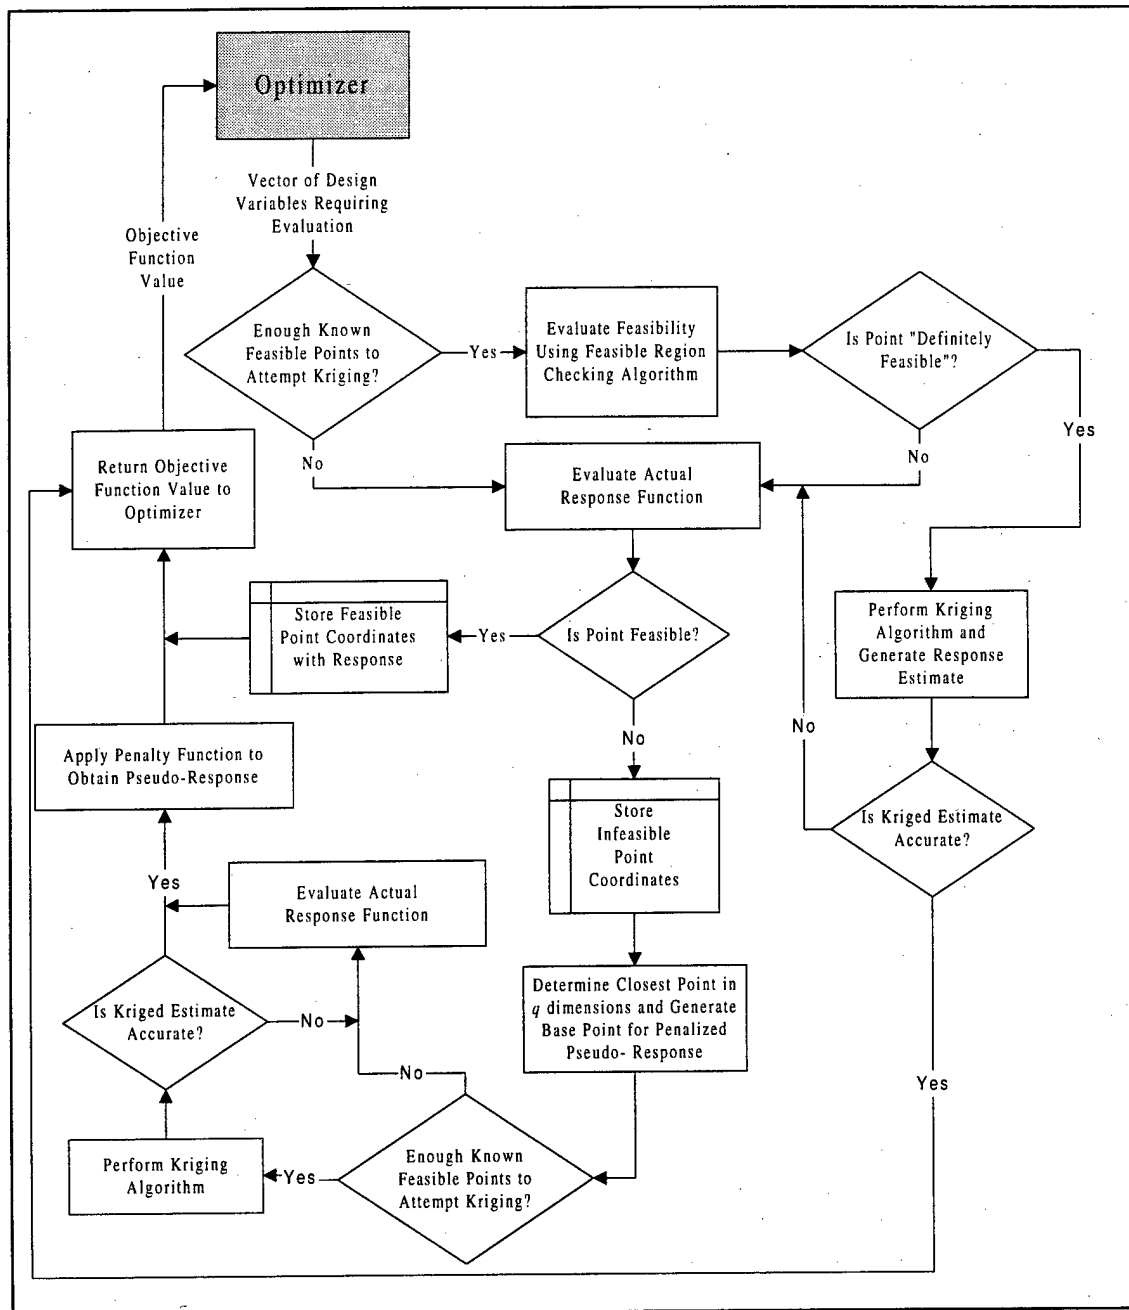 Optimizer
Vector of Design
Variables Requiring
Evaluation
Objective
Function
Value
Enough Known
Feasible Points to
Attempt Kriging?
Yes
Evaluate Feasibility
Using Feasible Region
Checking Algorithm
Is Point "Definitely
Feasible"?
Yes
No
No
Return Objective
Function Value to
Optimizer
Evaluate Actual
Response Function
Store Feasible
Point Coordinates
with Response
Yes
Is Point Feasible?
Perform Kriging
Algorithm and
Generate Response
Estimate
No
No
Apply Penalty Function to
Obtain Pseudo-Response
Store
Infeasible
Point
Coordinates
Is Kriged Estimate
Accurate?
Yes
Evaluate Actual
Response Function
Is Kriged Estimate
Accurate?
No
Determine Closest Point in
q dimensions and Generate
Base Point for Penalized
Pseudo- Response
No
Yes
Perform Kriging
Algorithm
Yes
Enough Known
Feasible Points to
Attempt Kriging?